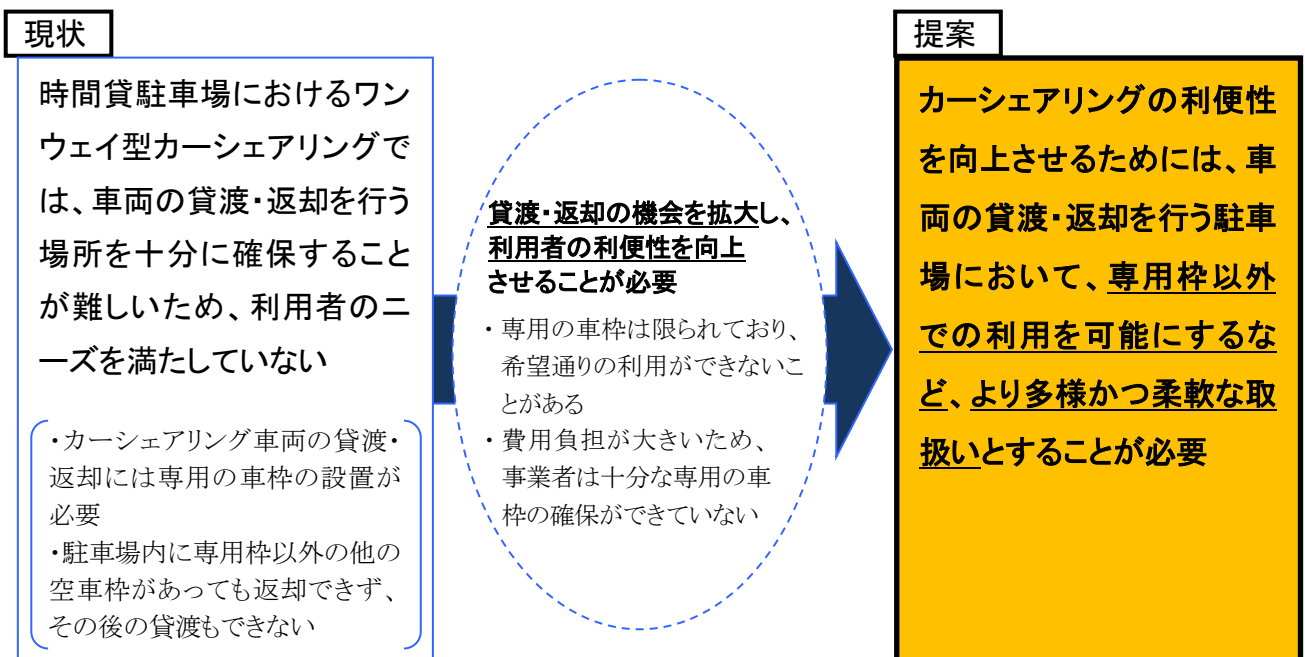 現状
時間貸駐車場におけるワン
ウェイ型カーシェアリングで
は、車両の貸渡・返却を行う
場所を十分に確保すること
が難しいため、利用者のニ
ーズを満たしていない
・カーシェアリング車両の貸渡・
返却には専用の車枠の設置が
必要
・駐車場内に専用枠以外の他の
空車枠があっても返却できず、
その後の貸渡もできない
貸渡・返却の機会を拡大し、
利用者の利便性を向上
させることが必要
・専用の車枠は限られており、
希望通りの利用ができないこ
とがある
・費用負担が大きいため、
事業者は十分な専用の車
枠の確保ができていない
提案
カーシェアリングの利便性
を向上させるためには、車
両の貸渡・返却を行う駐車
場において、専用枠以外
での利用を可能にするな
ど、より多様かつ柔軟な取
扱いとすることが必要